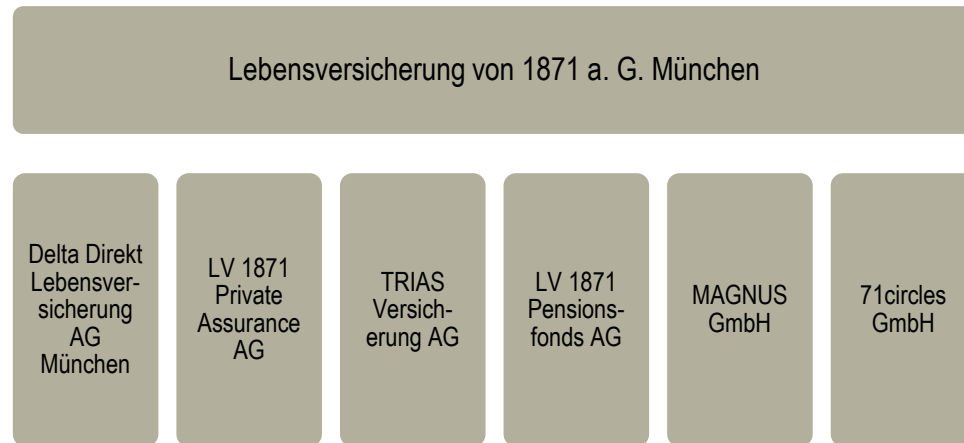 Lebensversicherung von 1871 a. G. München
Delta Direkt
Lebensver-
sicherung
AG
München
LV 1871
Private
Assurance
AG
TRIAS
Versich-
erung AG
LV 1871
Pensions-
fonds AG
MAGNUS
GmbH
71circles
GmbH